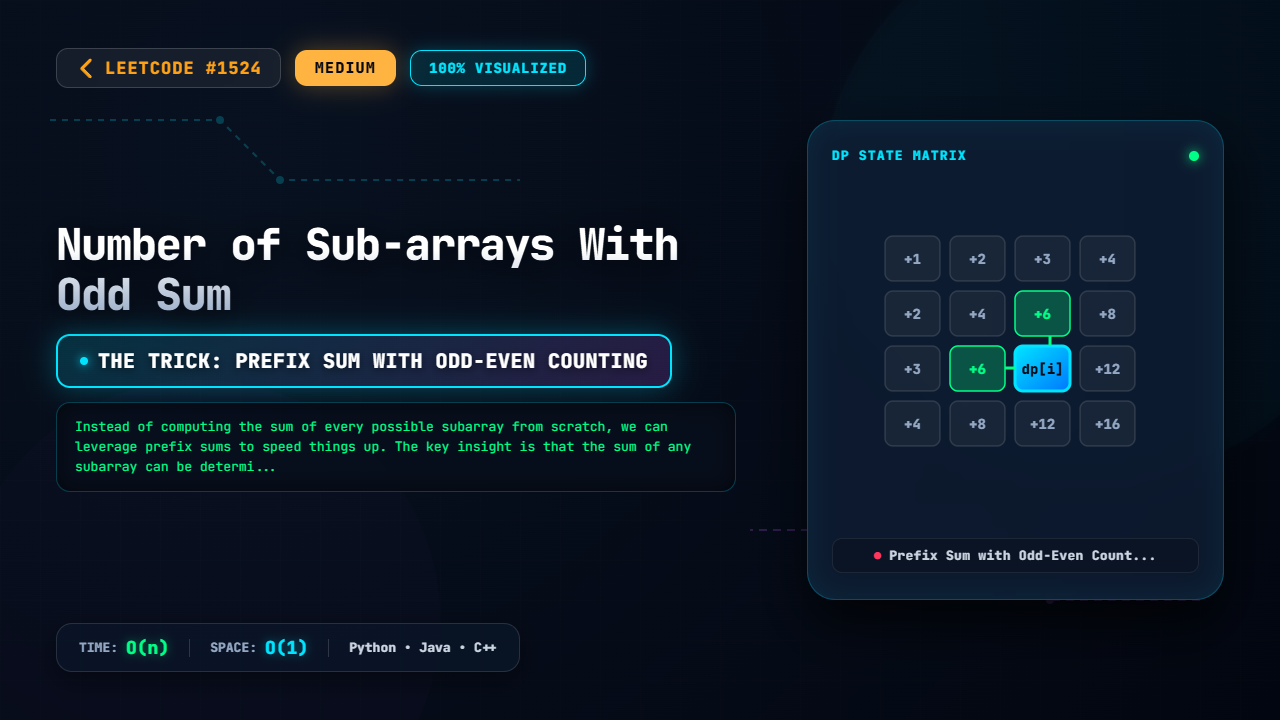 LEETCODE #1524
MEDIUM
100% VISUALIZED
Number of Sub-arrays With
Odd Sum
THE TRICK: PREFIX SUM WITH ODD-EVEN COUNTING
Instead of computing the sum of every possible subarray from scratch, we can
leverage prefix sums to speed things up. The key insight is that the sum of any
subarray can be determi...
TIME: O(n)
SPACE: O(1)
Python • Java • C++
DP STATE MATRIX
+1 +2 +3 +4
+2 +4 +6 +8
+3 +6 dp[i] +12
+4 +8 +12 +16
Prefix Sum with Odd-Even Count...